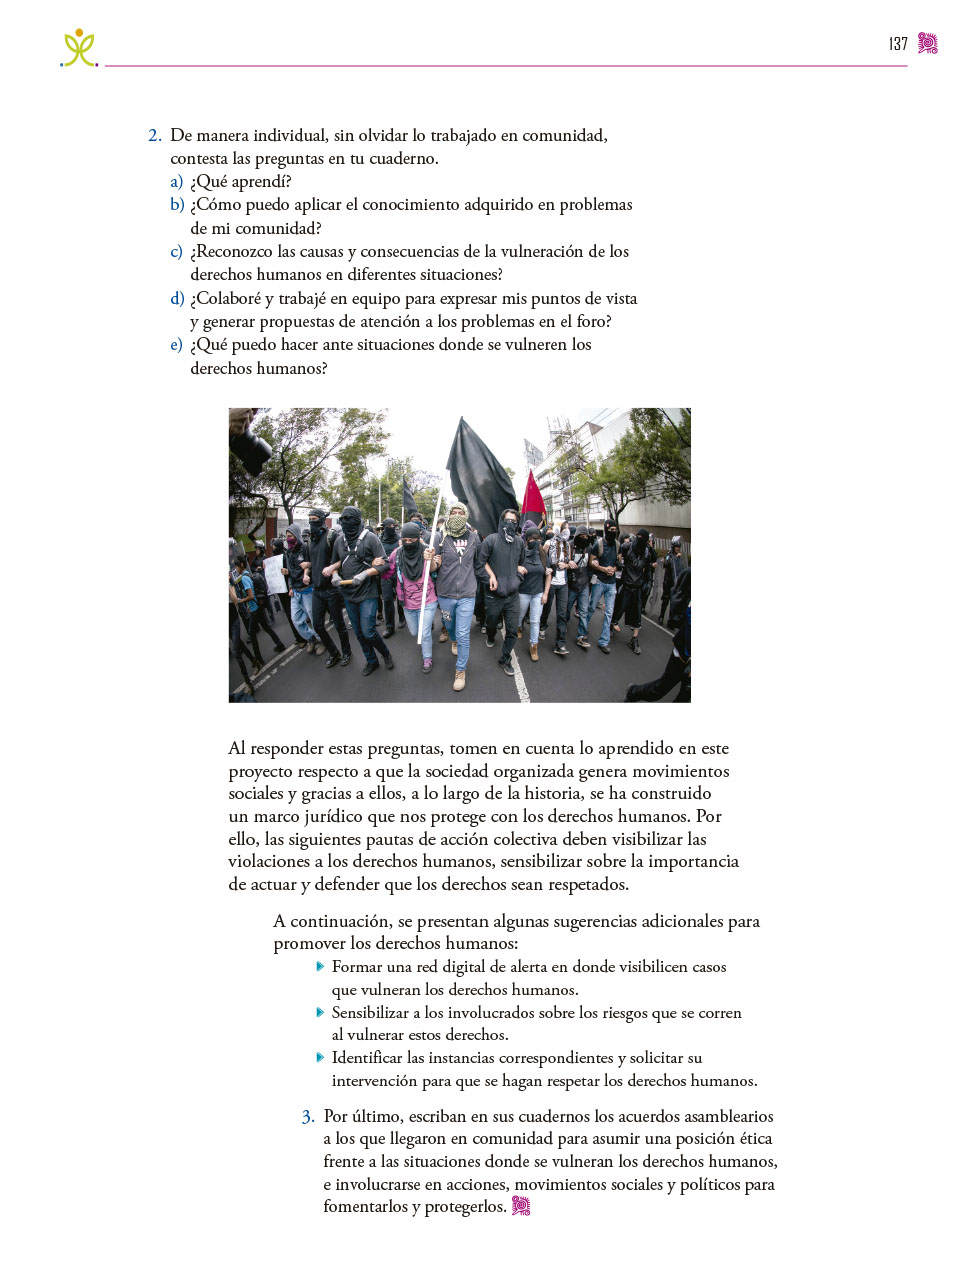 137
2. De manera individual, sin olvidar lo trabajado en comunidad,
contesta las preguntas en tu cuaderno.
a) ¿Qué aprendí?
b) ¿Cómo puedo aplicar el conocimiento adquirido en problemas
de mi comunidad?
c) ¿Reconozco las causas y consecuencias de la vulneración de los
derechos humanos en diferentes situaciones?
d) ¿Colaboré y trabajé en equipo para expresar mis puntos de vista
y generar propuestas de atención a los problemas en el foro?
e) ¿Qué puedo hacer ante situaciones donde se vulneren los
derechos humanos?
Al responder estas preguntas, tomen en cuenta lo aprendido en este
proyecto respecto a que la sociedad organizada genera movimientos
sociales y gracias a ellos, a lo largo de la historia, se ha construido
un marco jurídico que nos protege con los derechos humanos. Por
ello, las siguientes pautas de acción colectiva deben visibilizar las
violaciones a los derechos humanos, sensibilizar sobre la importancia
de actuar y defender que los derechos sean respetados.
A continuación, se presentan algunas sugerencias adicionales para
promover los derechos humanos:
Formar una red digital de alerta en donde visibilicen casos
que vulneran los derechos humanos.
Sensibilizar a los involucrados sobre los riesgos que se corren
al vulnerar estos derechos.
Identificar las instancias correspondientes y solicitar su
intervención para que se hagan respetar los derechos humanos.
3. Por último, escriban en sus cuadernos los acuerdos asamblearios
a los que llegaron en comunidad para asumir una posición ética
frente a las situaciones donde se vulneran los derechos humanos,
e involucrarse en acciones, movimientos sociales y políticos para
fomentarlos y protegerlos.